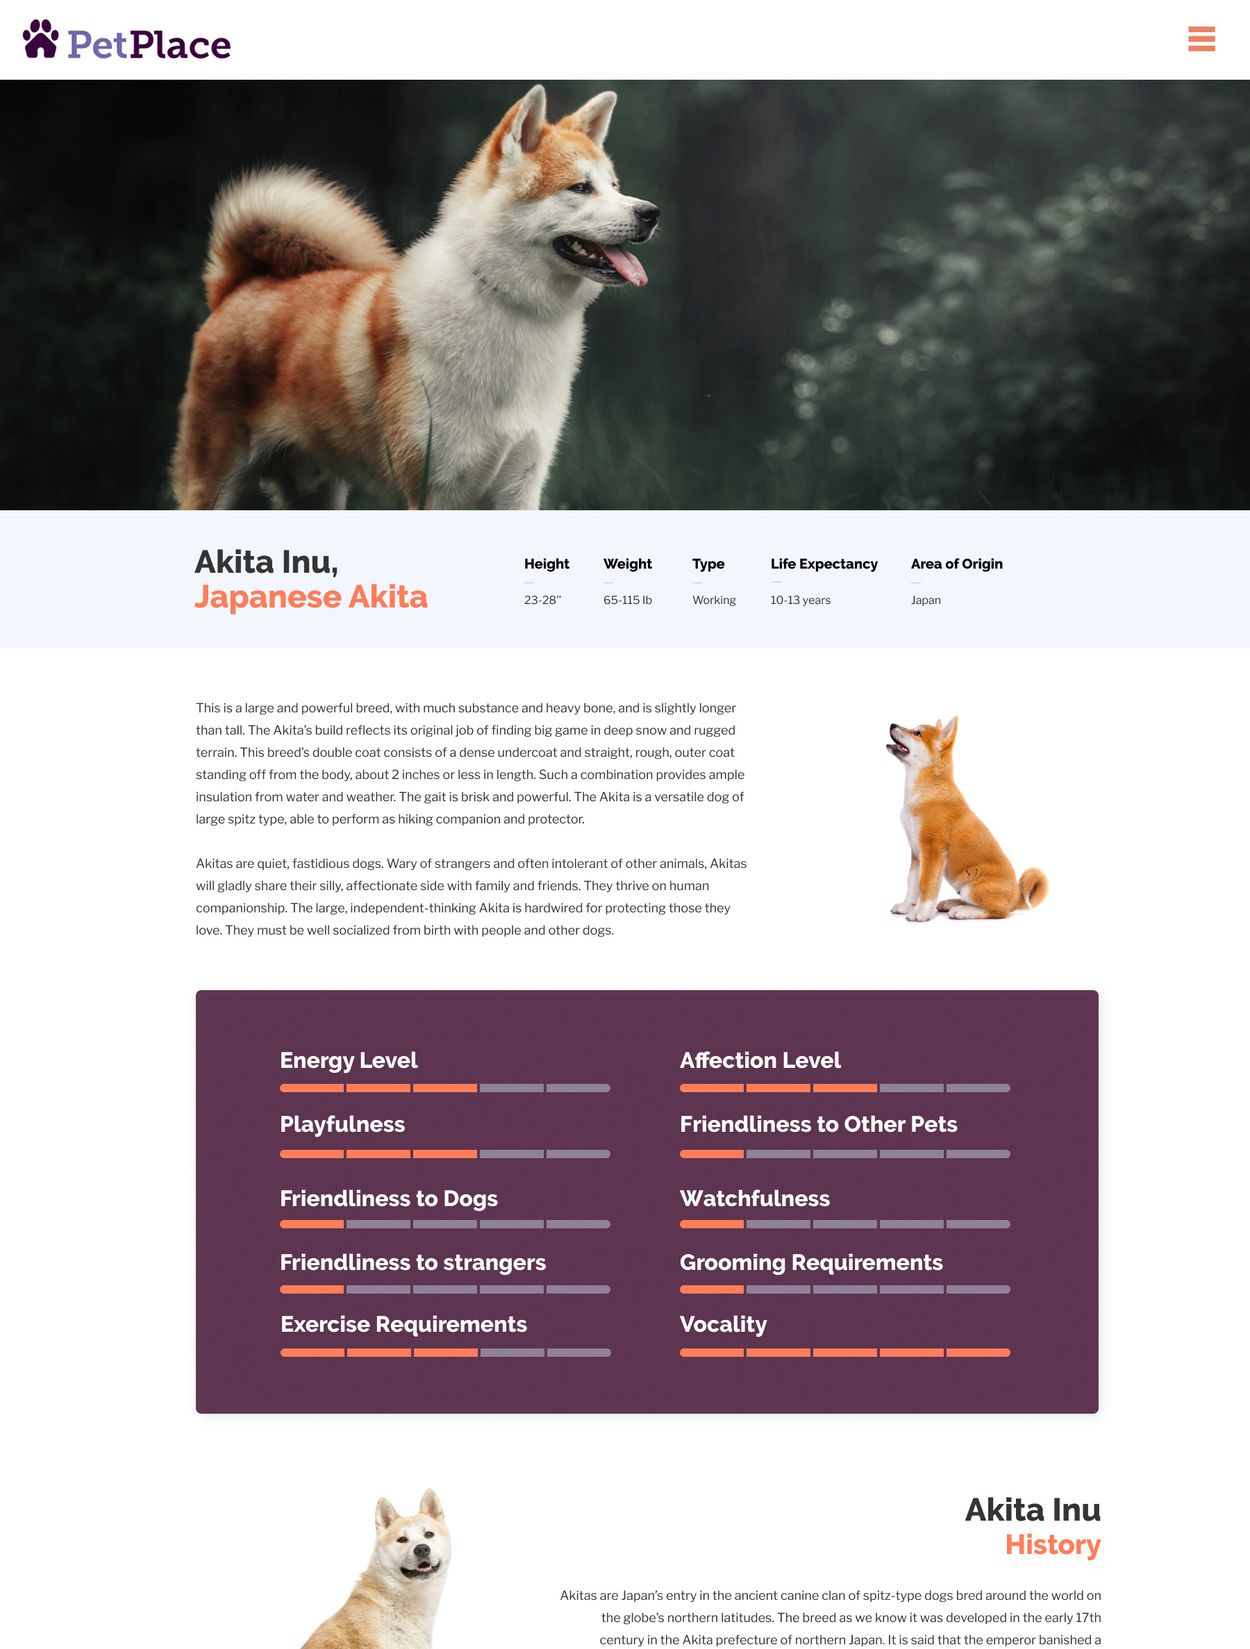 PetPlace
Akita Inu,
Japanese Akita
Height
23-28"
Weight
65-115 lb
Type
Working
Life Expectancy
10-13 years
Area of Origin
Japan
This is a large and powerful breed, with much substance and heavy bone, and is slightly longer
than tall. The Akita's build reflects its original job of finding big game in deep snow and rugged
terrain. This breed's double coat consists of a dense undercoat and straight, rough, outer coat
standing off from the body, about 2 inches or less in length. Such a combination provides ample
insulation from water and weather. The gait is brisk and powerful. The Akita is a versatile dog of
large spitz type, able to perform as hiking companion and protector.
Akitas are quiet, fastidious dogs. Wary of strangers and often intolerant of other animals, Akitas
will gladly share their silly, affectionate side with family and friends. They thrive on human
companionship. The large, independent-thinking Akita is hardwired for protecting those they
love. They must be well socialized from birth with people and other dogs.
Energy Level
Affection Level
Playfulness
Friendliness to Other Pets
Friendliness to Dogs
Watchfulness
Friendliness to strangers
Grooming Requirements
Exercise Requirements
Vocality
Akita Inu
History
Akitas are Japan's entry in the ancient canine clan of spitz-type dogs bred around the world on
the globe's northern latitudes. The breed as we know it was developed in the early 17th
century in the Akita prefecture of northern Japan. It is said that the emperor banished a